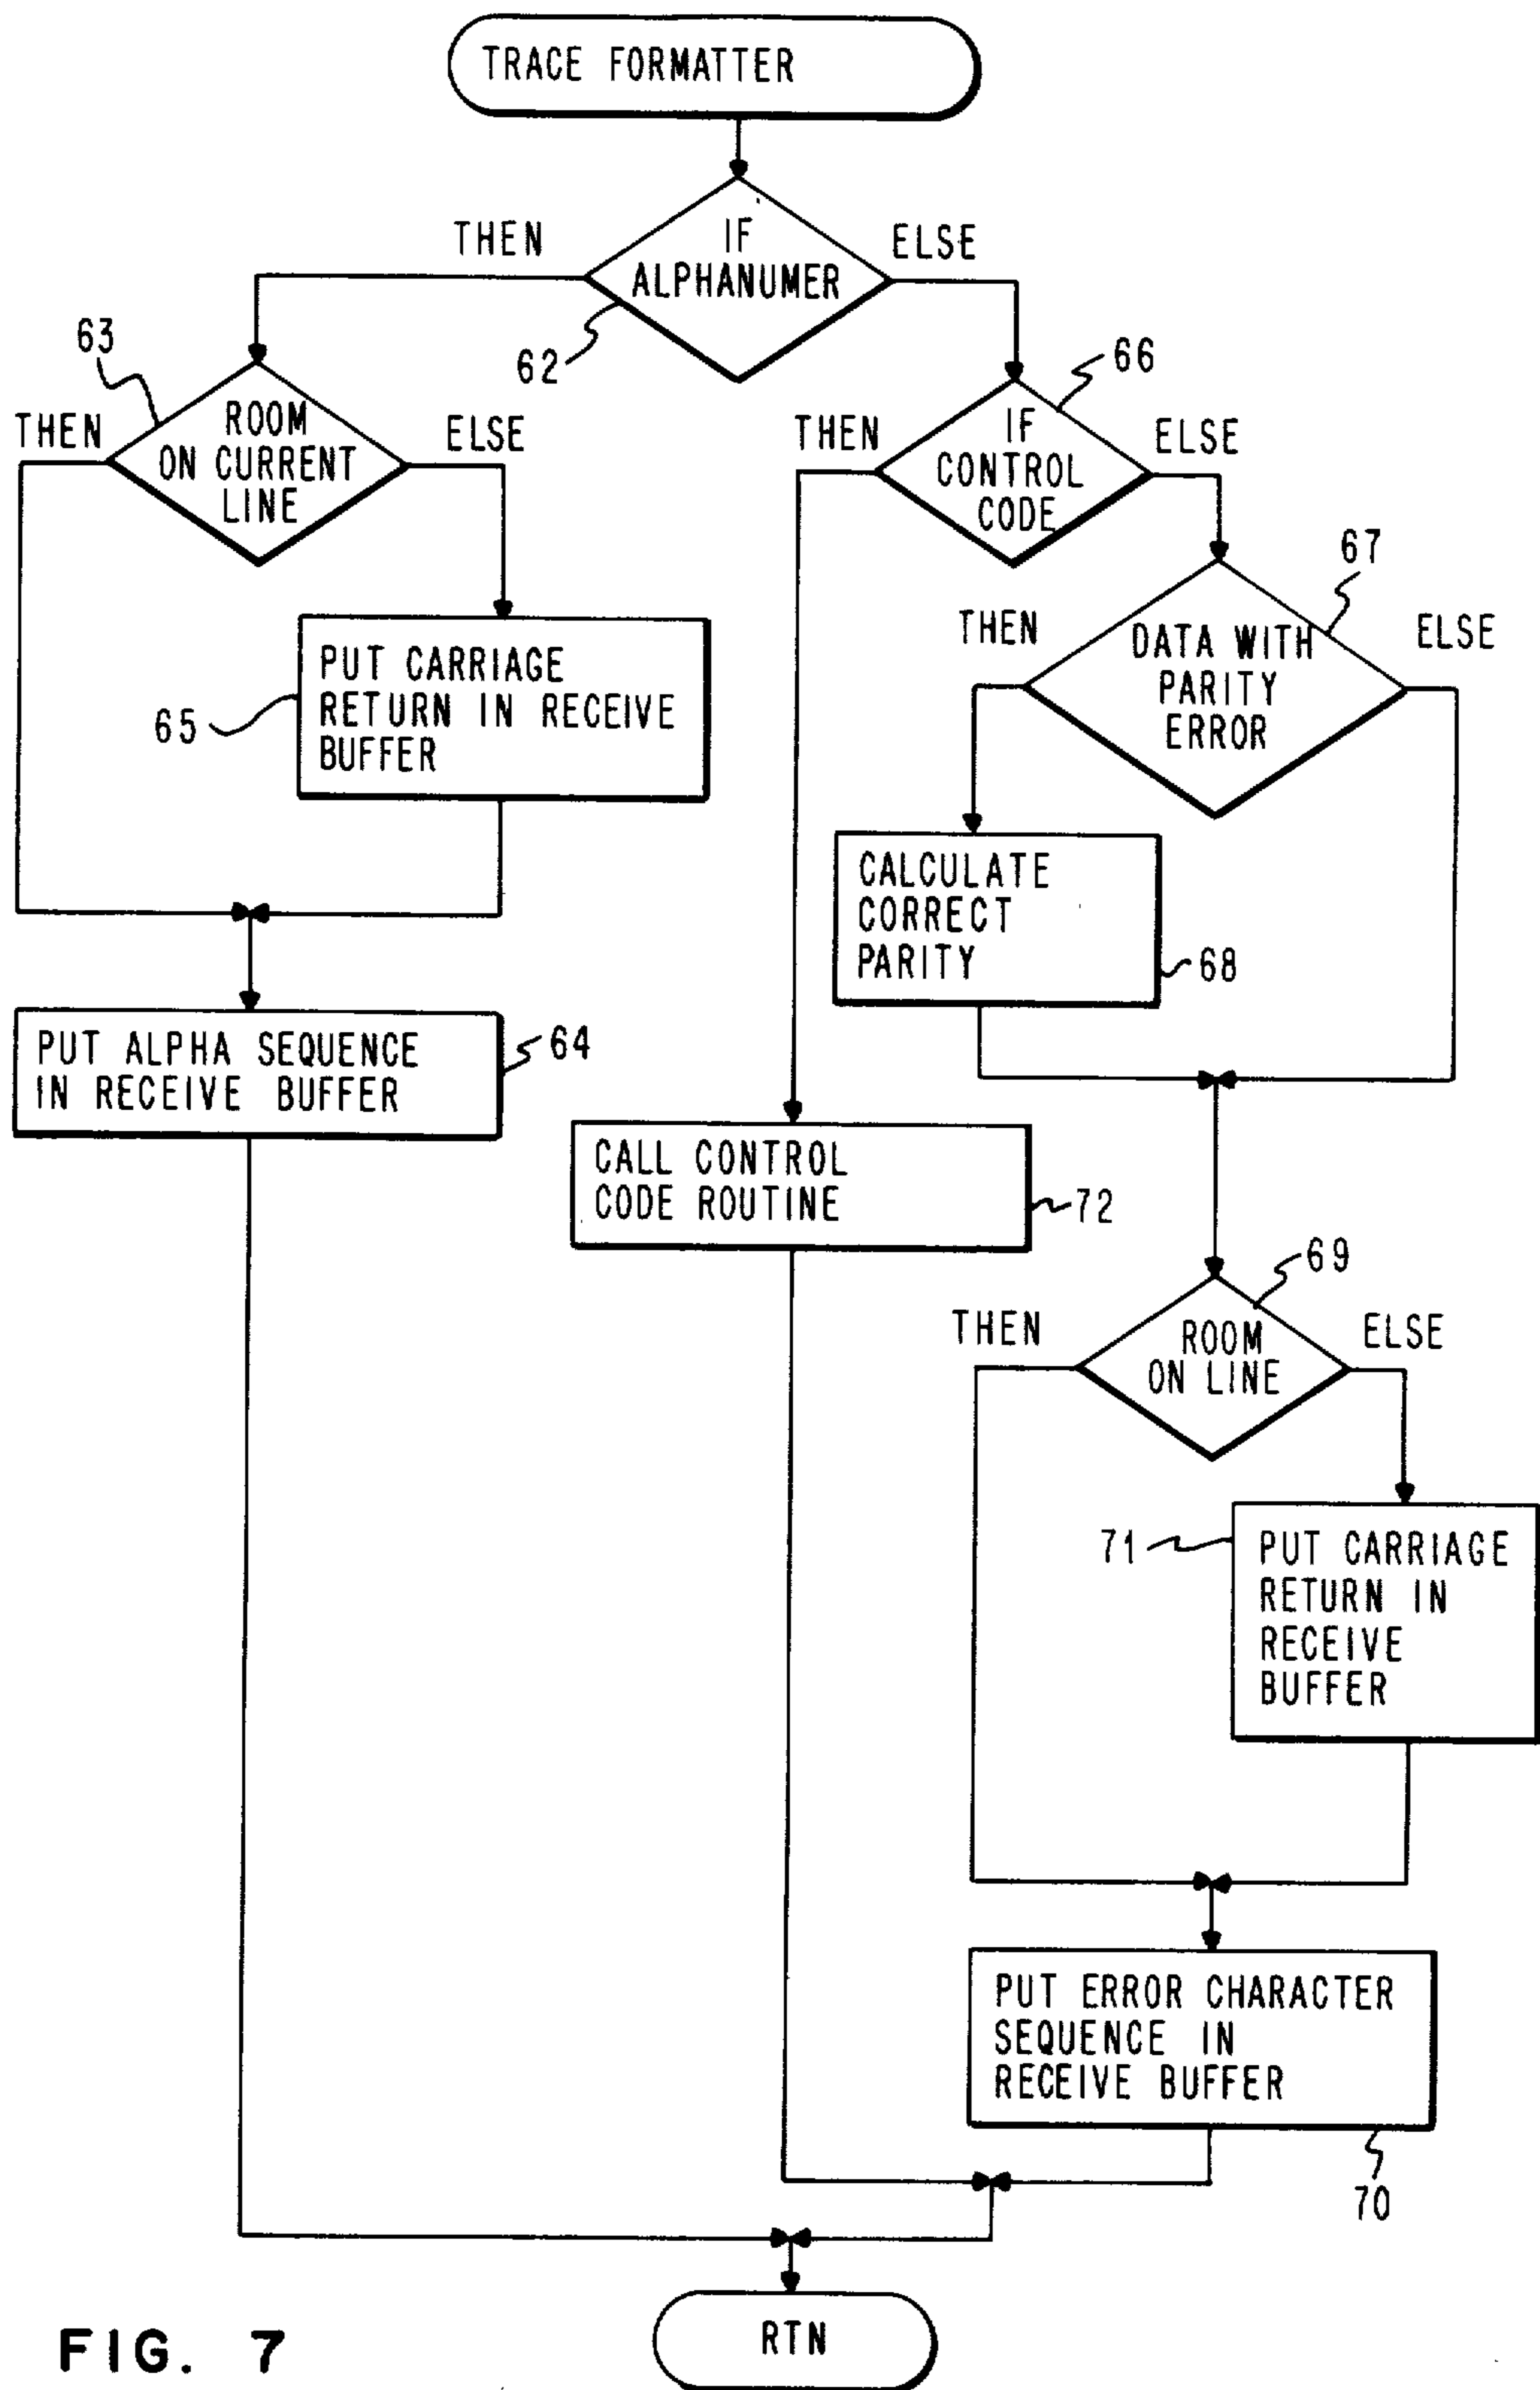 TRACE FORMATTER
THEN
IF
ALPHANUMER
ELSE
62
63
THEN
ROOM
ON CURRENT
LINE
ELSE
66
THEN
IF
CONTROL
CODE
ELSE
67
THEN
DATA WITH
PARITY
ERROR
ELSE
65
PUT CARRIAGE
RETURN IN RECEIVE
BUFFER
CALCULATE
CORRECT
PARITY
68
PUT ALPHA SEQUENCE
IN RECEIVE BUFFER
64
CALL CONTROL
CODE ROUTINE
72
69
THEN
ROOM
ON LINE
ELSE
71
PUT CARRIAGE
RETURN IN
RECEIVE
BUFFER
PUT ERROR CHARACTER
SEQUENCE IN
RECEIVE BUFFER
70
RTN
FIG. 7